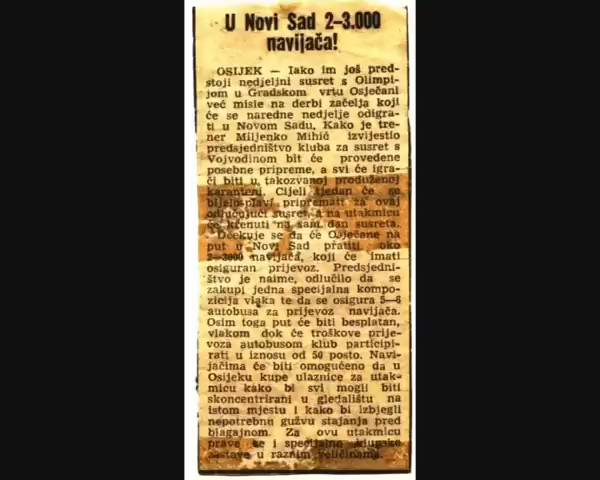 U Novi Sad 2–3.000
navijača!
OSIJEK — Iako im još pred-
stoji nedjeljni susret s Olimpi-
jom u Gradskom vrtu Osječani
već misle na derbi začelja koji
će se naredne nedjelje odigra-
ti u Novom Sadu. Kako je tre-
ner Miljenko Mihić izvijestio
predsjedništvo kluba za susret s
Vojvodinom bit će provedene
posebne pripreme, a svi će igra-
či biti u takozvanoj produženoj
karanteni. Cijeli tjedan će se
bijelo-plavi pripremati za ovaj
odlučujući susret, a na utakmicu
će krenuti na sam dan susreta.
Očekuje se da će Osječane na
put u Novi Sad pratiti oko
2—3000 navijača, koji će imati
osiguran prijevoz. Predsjedni-
štvo je naime, odlučilo da se
zakupi jedna specijalna kompo-
zicija vlaka te da se osigura 5—6
autobusa za prijevoz navijača.
Osim toga put će biti besplatan,
vlakom dok će troškove prije-
voza autobusom klub participi-
rati u iznosu od 50 posto. Navi-
jačima će biti omogućeno da u
Osijeku kupe ulaznice za utak-
micu kako bi svi mogli biti
skoncentrirani u gledalištu na
istom mjestu i kako bi izbjegli
nepotrebnu gužvu stajanja pred
blagajnom. Za ovu utakmicu
prave se i specijalne klupske
zastave u raznim veličinama.